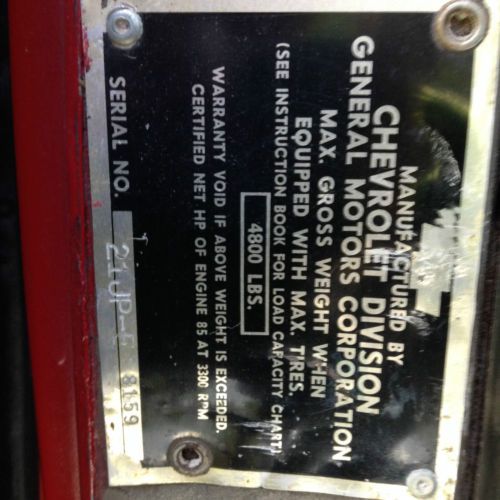 MANUFACTURED BY
CHEVROLET DIVISION
GENERAL MOTORS CORPORATION
MAX. GROSS WEIGHT WHEN
EQUIPPED WITH MAX. TIRES.
(SEE INSTRUCTION BOOK FOR LOAD CAPACITY CHART)
4800 LBS.
WARRANTY VOID IF ABOVE WEIGHT IS EXCEEDED.
CERTIFIED NET HP OF ENGINE 85 AT 3300 RPM
SERIAL NO.